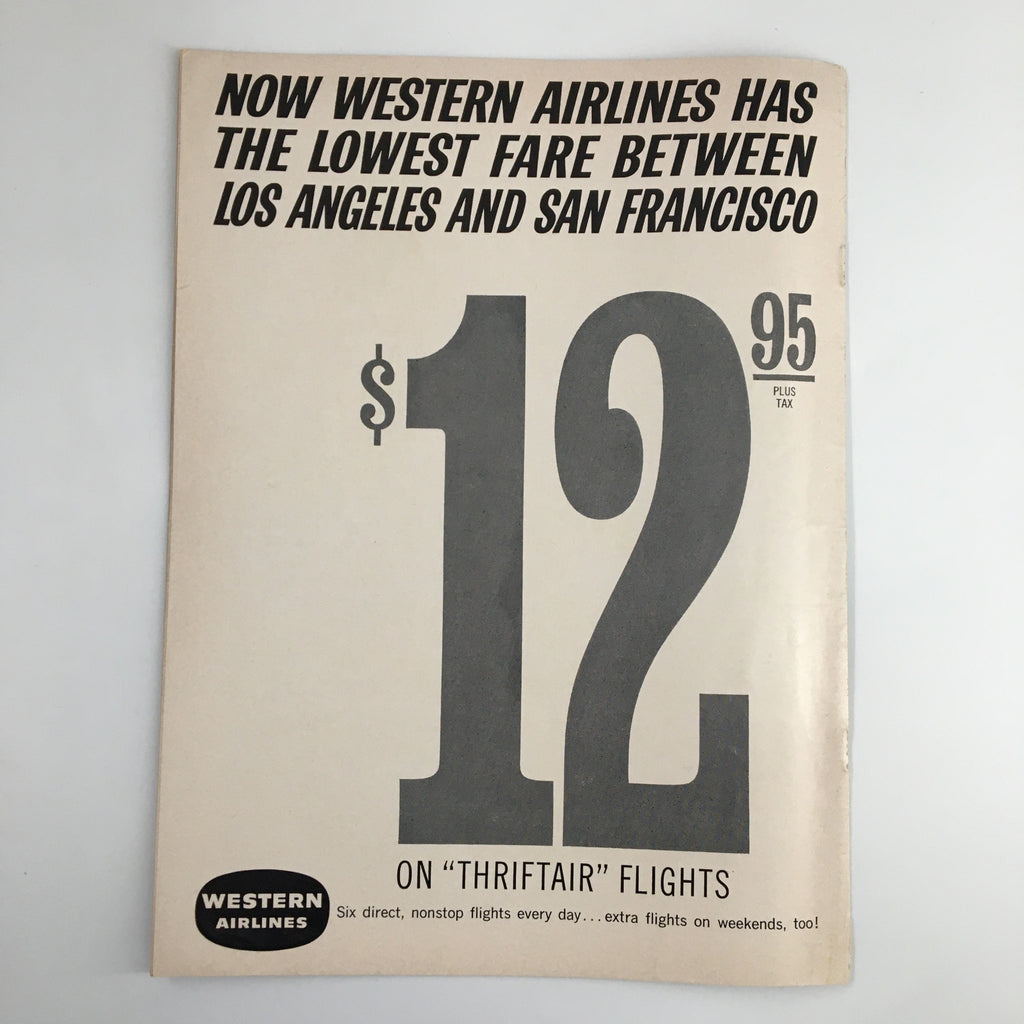 NOW WESTERN AIRLINES HAS
THE LOWEST FARE BETWEEN
LOS ANGELES AND SAN FRANCISCO
$12 95
PLUS
TAX
ON “THRIFTAIR” FLIGHTS
WESTERN
AIRLINES
Six direct, nonstop flights every day...extra flights on weekends, too!